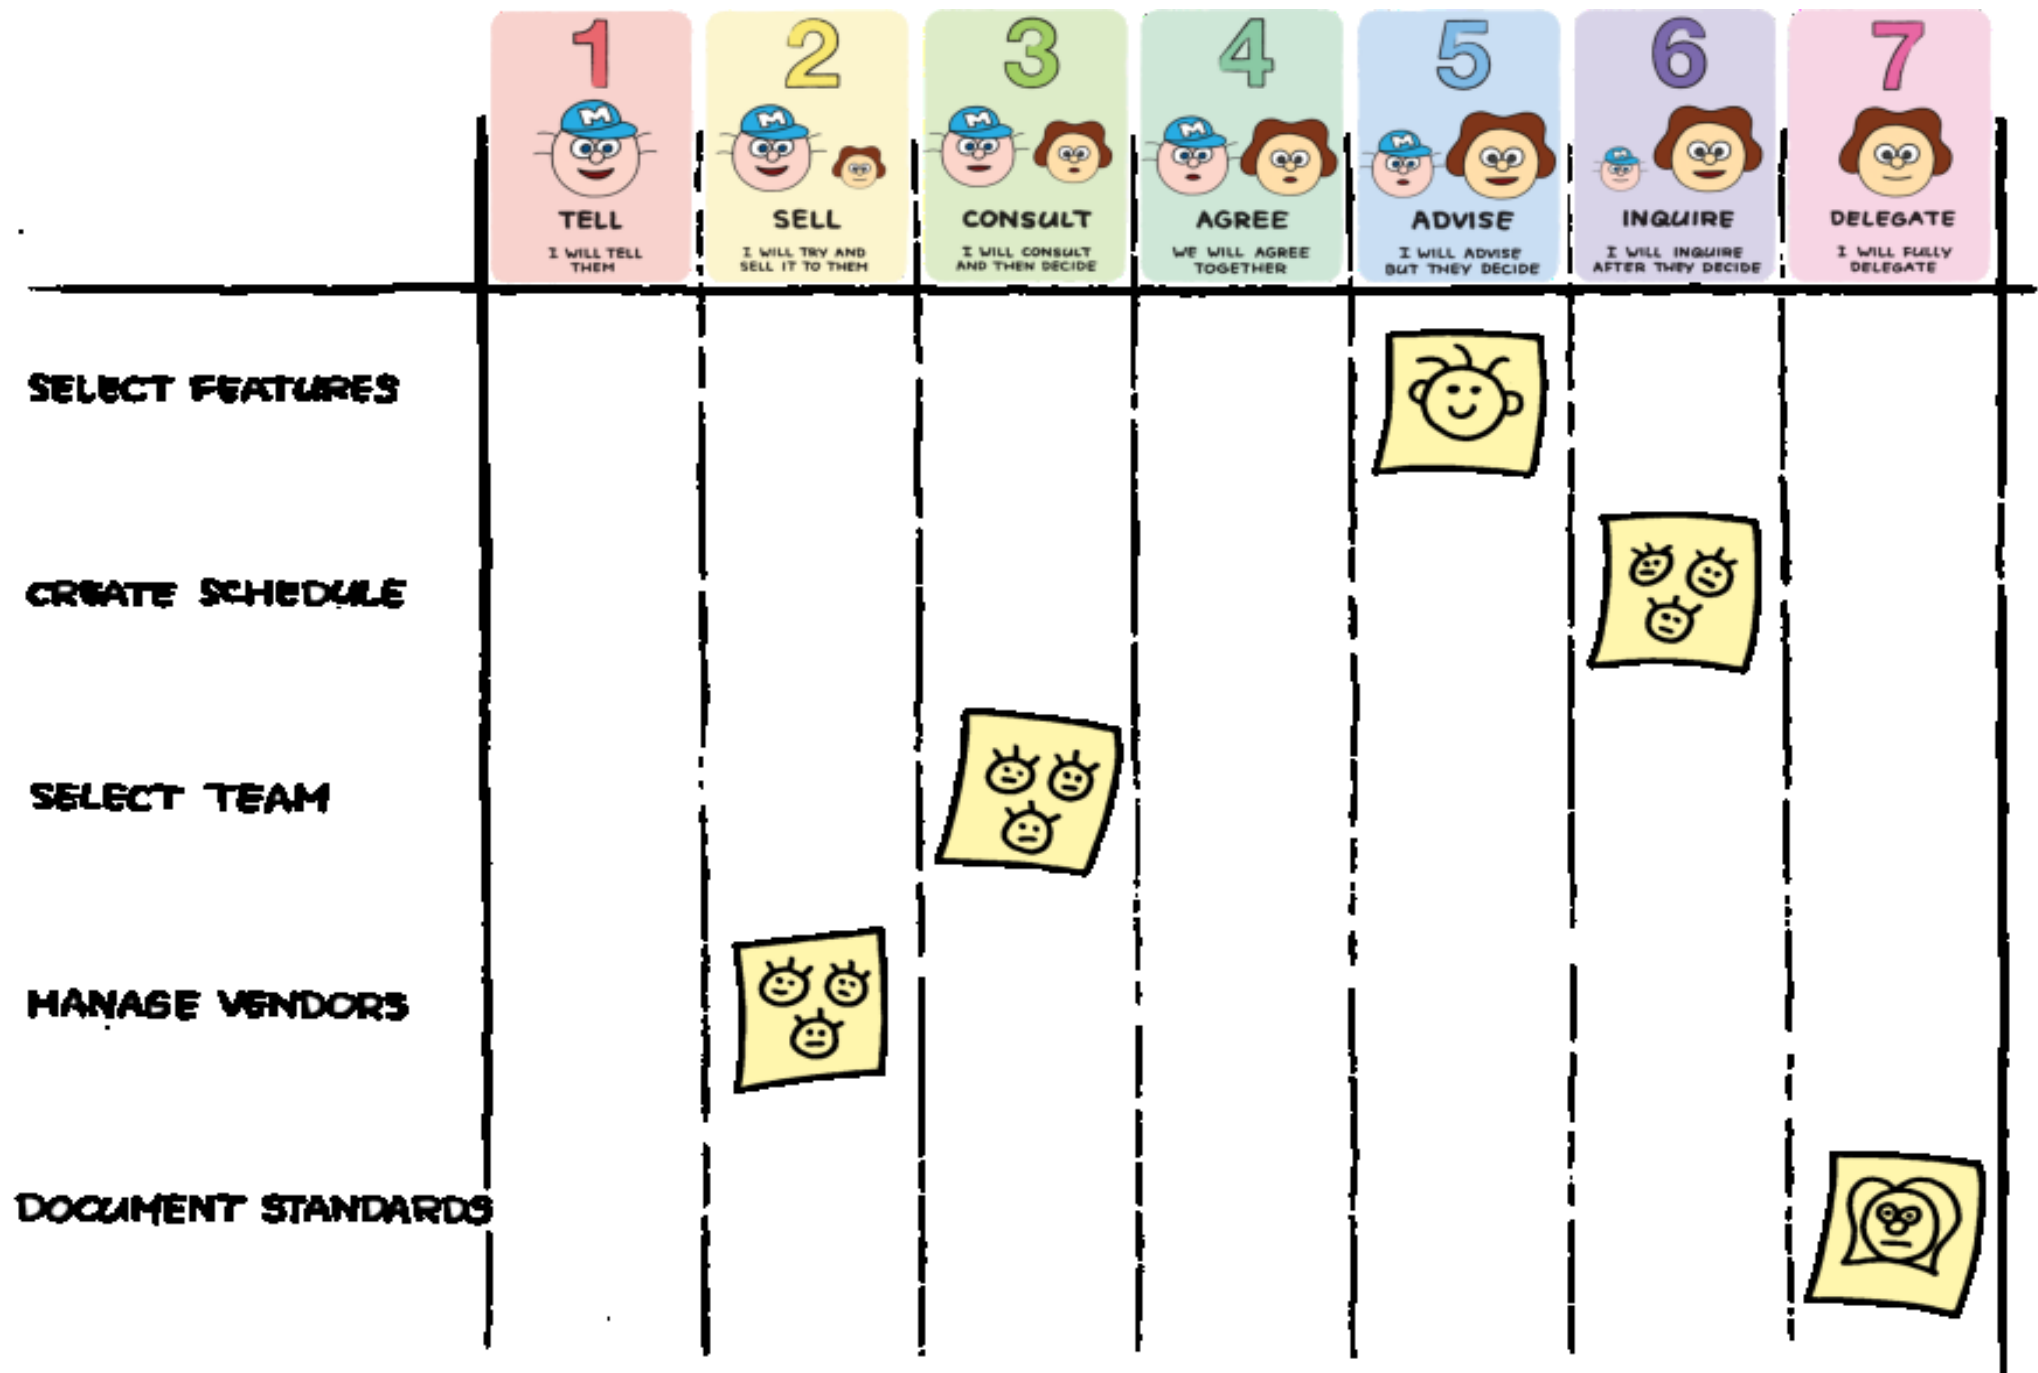 1 2 3 4 5 6 7
M M M M M M
TELL SELL CONSULT AGREE ADVISE INQUIRE DELEGATE
I WILL TELL
THEM
I WILL TRY AND
SELL IT TO THEM
I WILL CONSULT
AND THEN DECIDE
WE WILL AGREE
TOGETHER
I WILL ADVISE
BUT THEY DECIDE
I WILL INQUIRE
AFTER THEY DECIDE
I WILL FULLY
DELEGATE
SELECT FEATURES
CREATE SCHEDULE
SELECT TEAM
MANAGE VENDORS
DOCUMENT STANDARDS